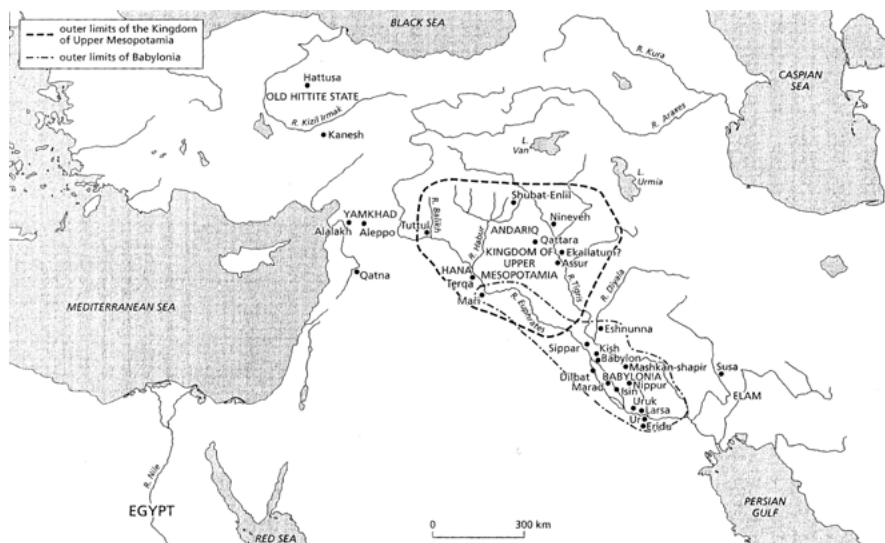 outer limits of the Kingdom
of Upper Mesopotamia
outer limits of Babylonia
BLACK SEA
CASPIAN
SEA
R. Kura
R. Araxes
Hattusa
OLD HITTITE STATE
R. Kizil Irmak
Kanesh
L.
Van
L.
Urmia
Shubat-Enlil
R. Balikh
R. Habur
Nineveh
YAMKHAD
Alalakh
Aleppo
Tuttul
ANDARIQ
Qattara
KINGDOM OF
UPPER
MESOPOTAMIA
Ekallatum?
Assur
Qatna
HANA
Terqa
Mari
R. Euphrates
R. Tigris
R. Diyala
MEDITERRANEAN SEA
Eshnunna
Sippar
Kish
Babylon
Mashkan-shapir
Susa
Dilbat
BABYLONIA
Marad
Nippur
Isin
ELAM
Uruk
Larsa
Ur
Eridu
R. Nile
EGYPT
RED SEA
PERSIAN
GULF
0
300 km